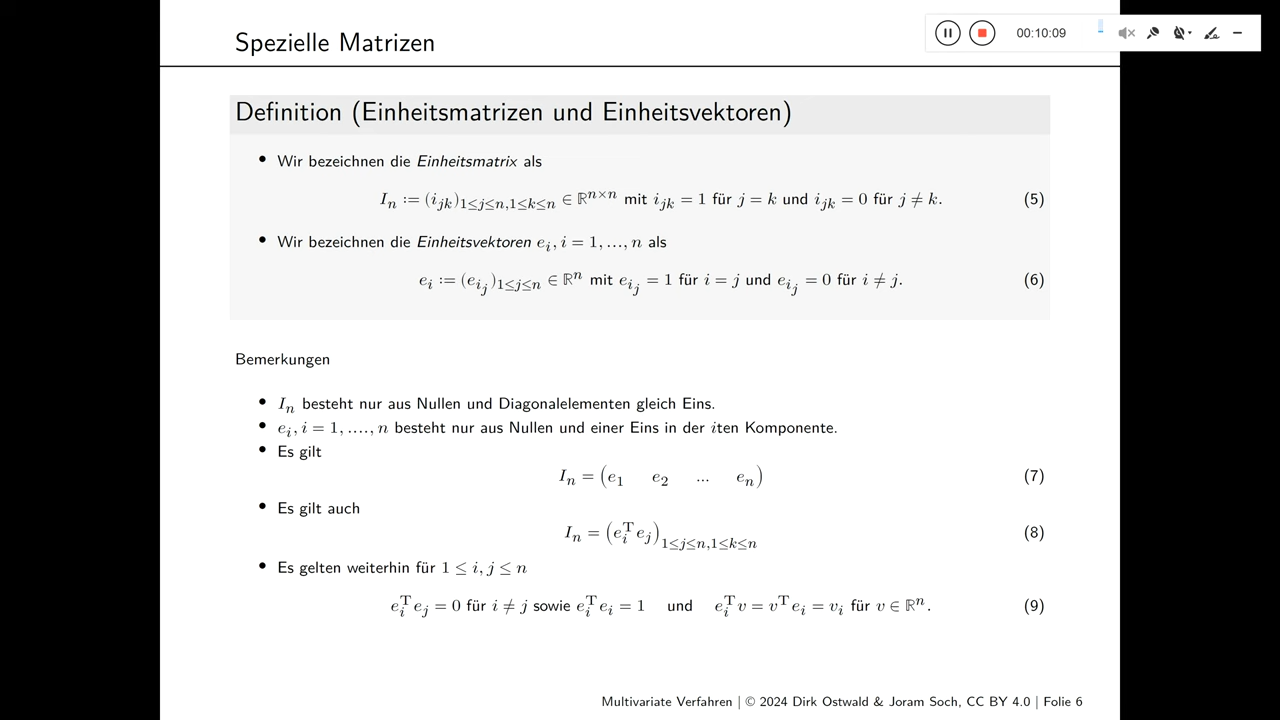 Spezielle Matrizen
00:10:09
Definition (Einheitsmatrizen und Einheitsvektoren)
• Wir bezeichnen die Einheitsmatrix als
Iₙ := (i_{jk})_{1≤j≤n,1≤k≤n} ∈ ℝ^{n×n} mit i_{jk} = 1 für j = k und i_{jk} = 0 für j ≠ k. (5)
• Wir bezeichnen die Einheitsvektoren e_i, i = 1, ..., n als
e_i := (e_{i_j})_{1≤j≤n} ∈ ℝ^n mit e_{i_j} = 1 für i = j und e_{i_j} = 0 für i ≠ j. (6)
Bemerkungen
• I_n besteht nur aus Nullen und Diagonalelementen gleich Eins.
• e_i, i = 1, ...., n besteht nur aus Nullen und einer Eins in der iten Komponente.
• Es gilt
I_n = (e_1 e_2 ... e_n) (7)
• Es gilt auch
I_n = (e_i^T e_j)_{1≤j≤n,1≤k≤n} (8)
• Es gelten weiterhin für 1 ≤ i, j ≤ n
e_i^T e_j = 0 für i ≠ j sowie e_i^T e_i = 1 und e_i^T v = v^T e_i = v_i für v ∈ ℝ^n. (9)
Multivariate Verfahren | © 2024 Dirk Ostwald & Joram Soch, CC BY 4.0 | Folie 6